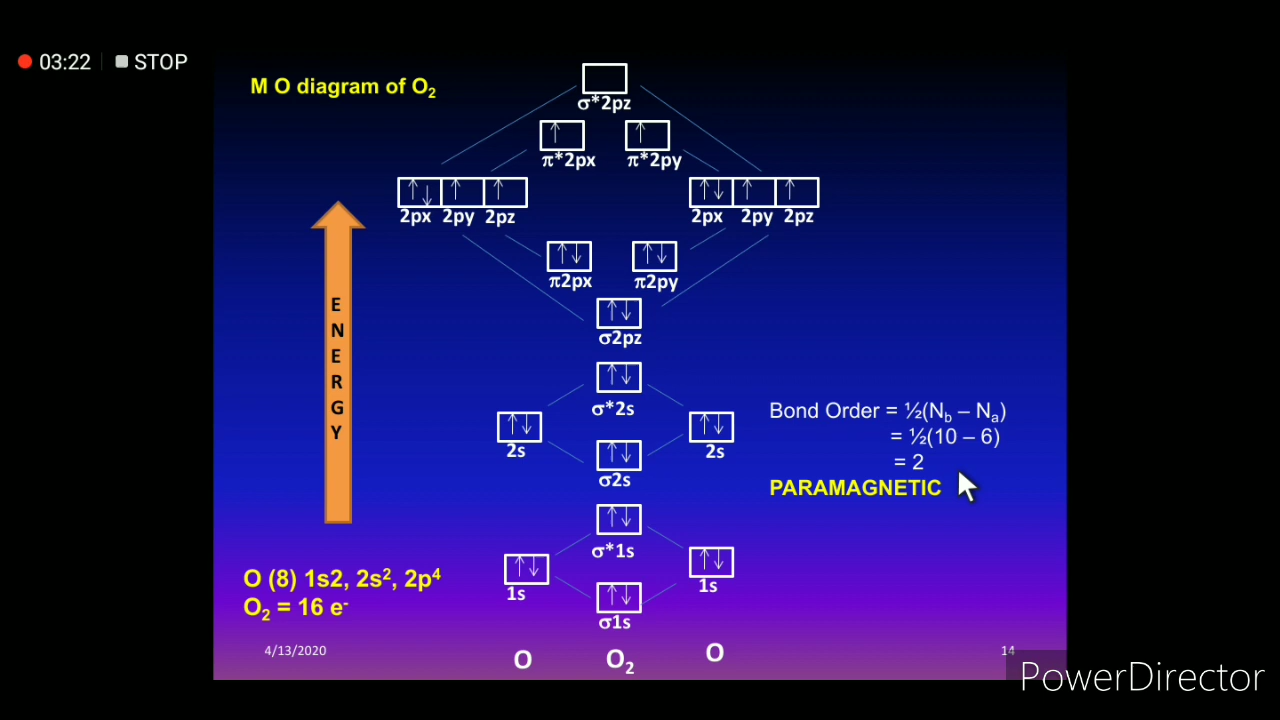 03:22 STOP
M O diagram of O₂
σ*2pz
π*2px π*2py
2px 2py 2pz 2px 2py 2pz
π2px π2py
σ2pz
σ*2s
2s 2s
σ2s
σ*1s
1s 1s
σ1s
O O₂ O
E
N
E
R
G
Y
Bond Order = ½(N_b – N_a)
= ½(10 – 6)
= 2
PARAMAGNETIC
O (8) 1s2, 2s², 2p⁴
O₂ = 16 e⁻
4/13/2020
14
PowerDirector